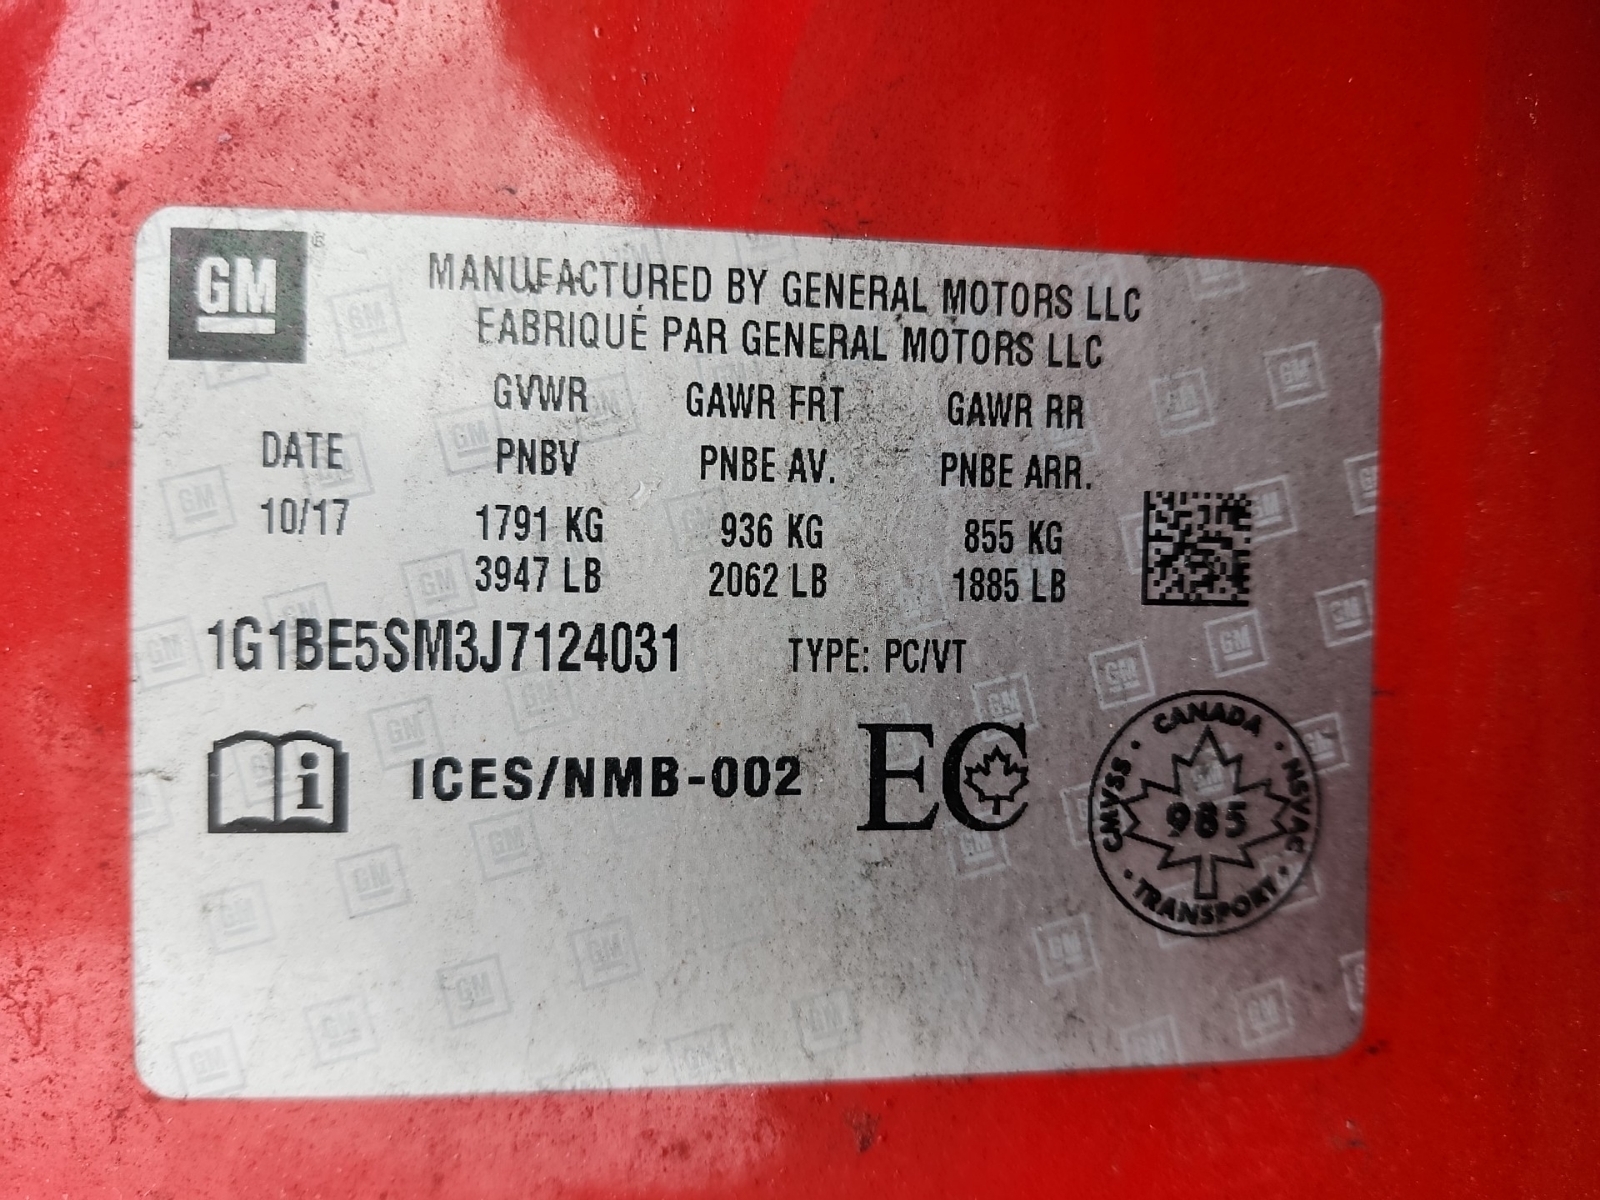 GM
MANUFACTURED BY GENERAL MOTORS LLC
FABRIQUÉ PAR GENERAL MOTORS LLC
GVWR GAWR FRT GAWR RR
DATE PNBV PNBE AV. PNBE ARR.
10/17 1791 KG 936 KG 855 KG
3947 LB 2062 LB 1885 LB
1G1BE5SM3J7124031 TYPE: PC/VT
i ICES/NMB-002 EC
CANADA
CMVSS 985 NSVAC
TRANSPORT